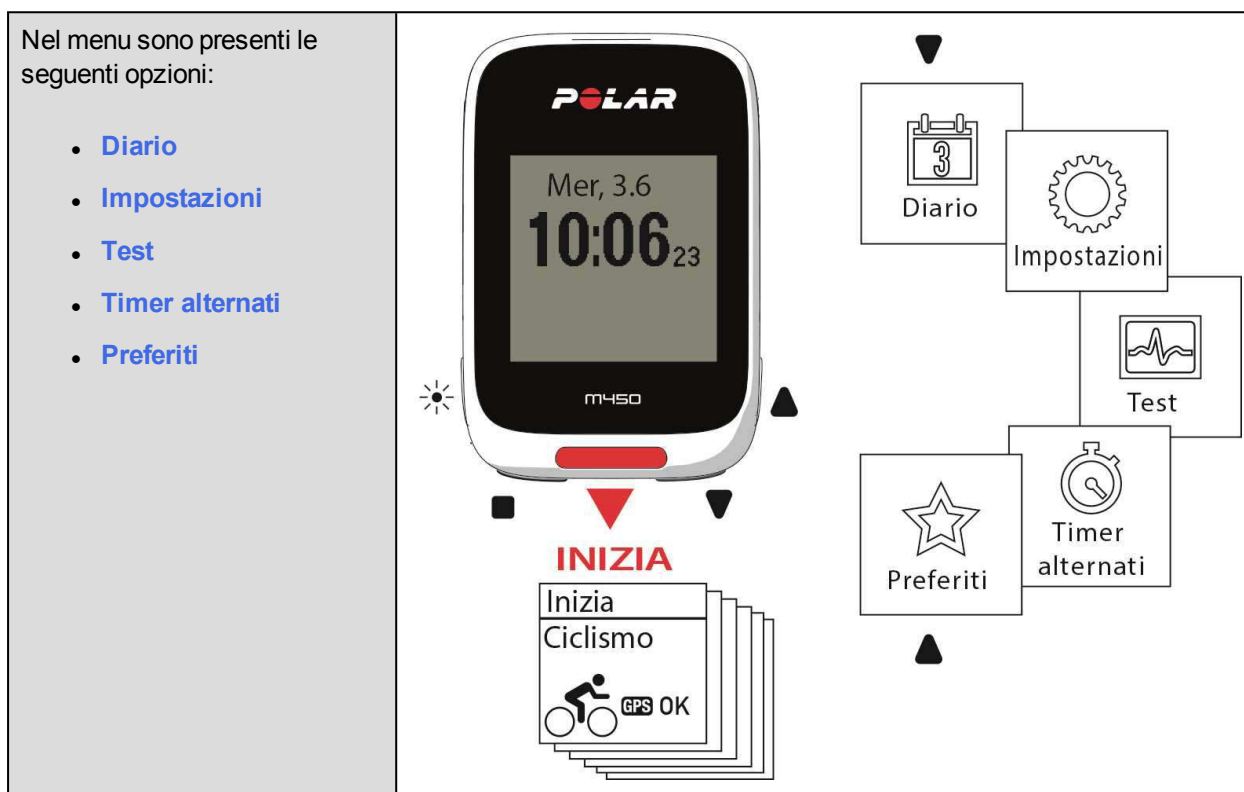 Nel menu sono presenti le
seguenti opzioni:
Diario
Impostazioni
Test
Timer alternati
Preferiti
POLAR
Mer, 3.6
10:06 23
M450
INIZIA
Inizia
Ciclismo
GPS OK
3
Diario
Impostazioni
Test
Timer
alternati
Preferiti